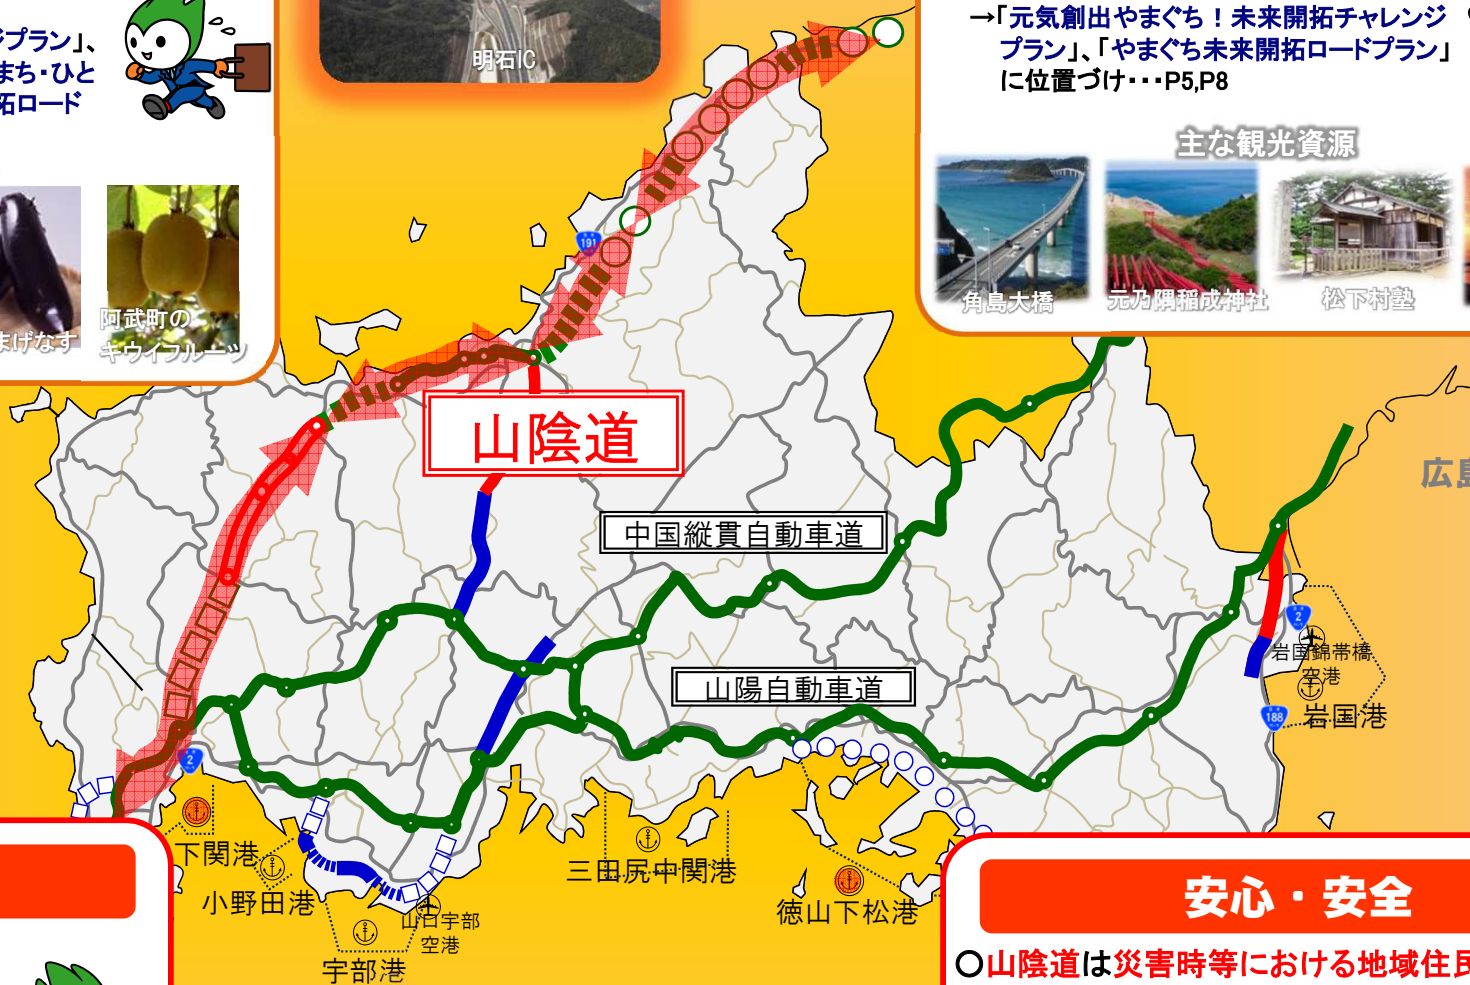 ジプラン」、
まち・ひと
拓ロード
まげなす
阿武町の
キウイフルーツ
明石IC
→「元気創出やまぐち！未来開拓チャレンジ
プラン」、「やまぐち未来開拓ロードプラン」
に位置づけ・・・P5,P8
主な観光資源
角島大橋
元乃隅稲成神社
松下村塾
191
山陰道
中国縦貫自動車道
山陽自動車道
広島
2
岩国錦帯橋
空港
188
岩国港
2
下関港
小野田港
山口宇部
空港
宇部港
三田尻中関港
徳山下松港
安心・安全
○山陰道は災害時等における地域住民